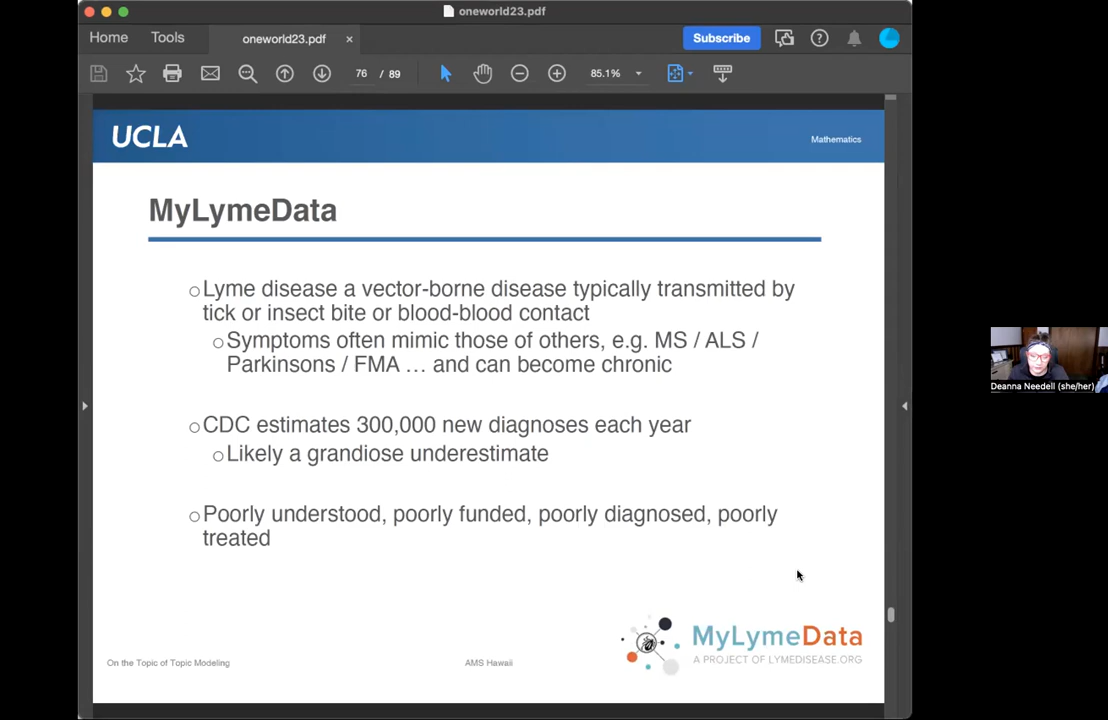 oneworld23.pdf
Home
Tools
oneworld23.pdf
×
Subscribe
76 / 89
85.1%
UCLA
Mathematics
MyLymeData
Lyme disease a vector-borne disease typically transmitted by
tick or insect bite or blood-blood contact
Symptoms often mimic those of others, e.g. MS / ALS /
Parkinsons / FMA … and can become chronic
CDC estimates 300,000 new diagnoses each year
Likely a grandiose underestimate
Poorly understood, poorly funded, poorly diagnosed, poorly
treated
MyLymeData
A PROJECT OF LYMEDISEASE.ORG
On the Topic of Topic Modeling
AMS Hawaii
Deanna Needell (she/her)